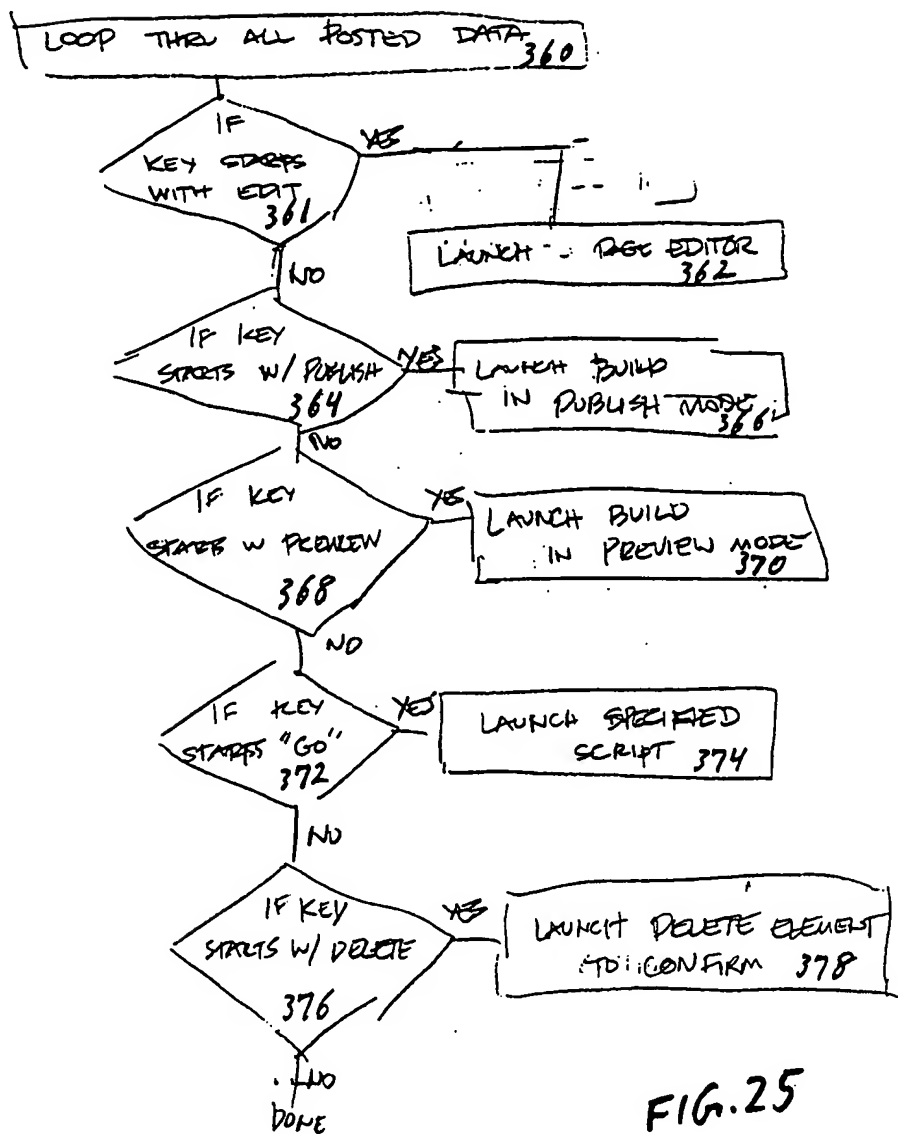 LOOP THRU ALL POSTED DATA
360
IF
KEY STARTS
WITH EDIT
361
YES
LAUNCH PAGE EDITOR
362
NO
IF KEY
STARTS W/ PUBLISH
364
YES
LAUNCH BUILD
IN PUBLISH MODE
366
NO
IF KEY
STARTS W PREVIEW
368
YES
LAUNCH BUILD
IN PREVIEW MODE
370
NO
IF KEY
STARTS "GO"
372
YES
LAUNCH SPECIFIED
SCRIPT 374
NO
IF KEY
STARTS W/ DELETE
376
YES
LAUNCH DELETE ELEMENT
TO CONFIRM 378
NO
DONE
FIG.25